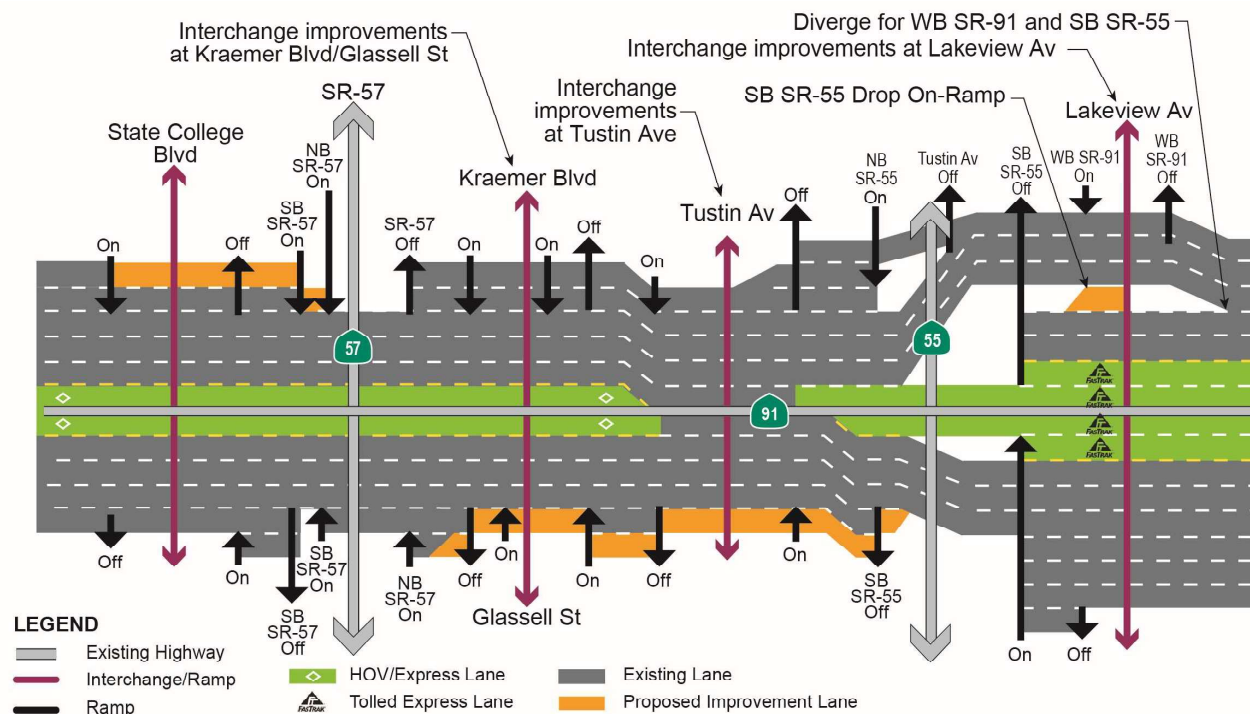 Interchange improvements
at Kraemer Blvd/Glassell St
Diverge for WB SR-91 and SB SR-55
Interchange improvements at Lakeview Av
Interchange
improvements
at Tustin Ave
SB SR-55 Drop On-Ramp
SR-57
State College
Blvd
Kraemer Blvd
Tustin Av
Lakeview Av
On
Off
SB
SR-57
On
NB
SR-57
On
SR-57
Off
On
On
Off
On
Off
NB
SR-55
On
Tustin Av
Off
SB
SR-55
Off
WB SR-91
On
WB
SR-91
Off
57
55
91
FASTRAK
FASTRAK
FASTRAK
FASTRAK
Off
On
SB
SR-57
Off
SB
SR-57
On
NB
SR-57
On
Off
On
Glassell St
On
Off
On
SB
SR-55
Off
On
Off
LEGEND
Existing Highway
Interchange/Ramp
Ramp
HOV/Express Lane
FASTRAK
Tolled Express Lane
Existing Lane
Proposed Improvement Lane